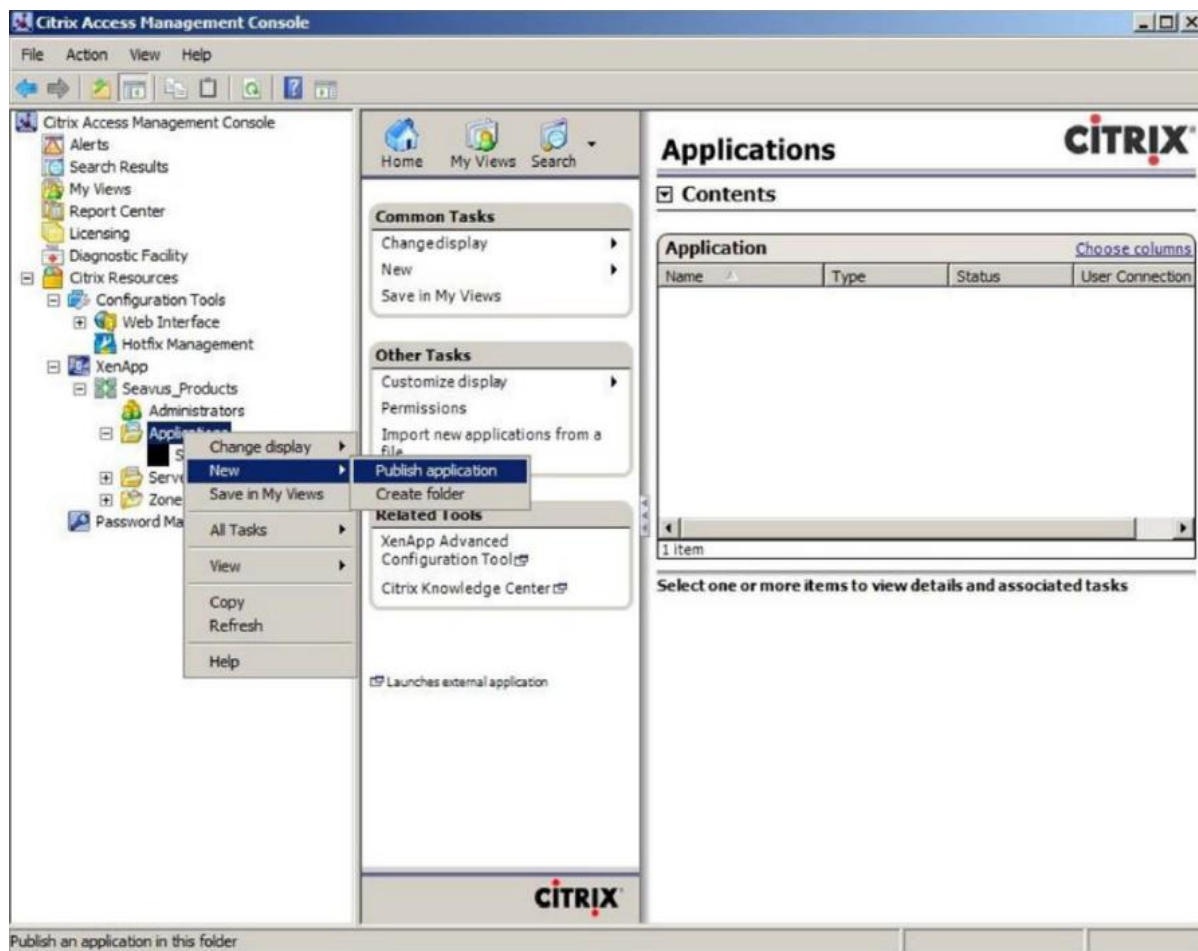 Citrix Access Management Console
File Action View Help
Citrix Access Management Console
Alerts
Search Results
My Views
Report Center
Licensing
Diagnostic Facility
Citrix Resources
Configuration Tools
Web Interface
Hotfix Management
XenApp
Seavus_Products
Administrators
S
Serve
Zone
Password Ma
Change display
New
Save in My Views
All Tasks
View
Copy
Refresh
Help
Publish application
Create folder
Home My Views Search
Common Tasks
Changedisplay
New
Save in My Views
Other Tasks
Customize display
Permissions
Import new applications from a
file
Related Tools
XenApp Advanced
Configuration Tool
Citrix Knowledge Center
Launches external application
CITRIX
Applications
CITRIX
Contents
Application Choose columns
Name Type Status User Connection
1 item
Select one or more items to view details and associated tasks
Publish an application in this folder